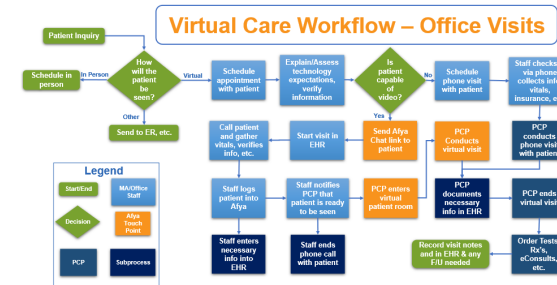 Virtual Care Workflow – Office Visits
Patient Inquiry
How
will the
patient
be
seen?
In Person
Schedule in
person
Virtual
Other
Send to ER, etc.
Schedule
appointment
with patient
Explain/Assess
technology
expectations,
verify
information
Is
patient
capable
of
video?
No
Yes
Schedule
phone visit
with patient
Staff checks
via phone
collects info
vitals,
insurance,
Call patient
and gather
vitals, verifies
info, etc.
Start visit in
EHR
Send Afya
Chat link to
patient
PCP
Conducts
virtual visit
PCP
conducts
phone visit
with patient
Staff logs
patient into
Afya
Staff notifies
PCP that
patient is ready
to be seen
PCP enters
virtual
patient room
PCP
documents
necessary
info in EHR
PCP ends
virtual visit
Staff enters
necessary
info into
EHR
Staff ends
phone call
with patient
Record visit notes
and in EHR & any
F/U needed
Order Tests,
Rx's,
eConsults,
etc.
Legend
Start/End
MA/Office
Staff
Decision
Afya
Touch
Point
PCP
Subprocess